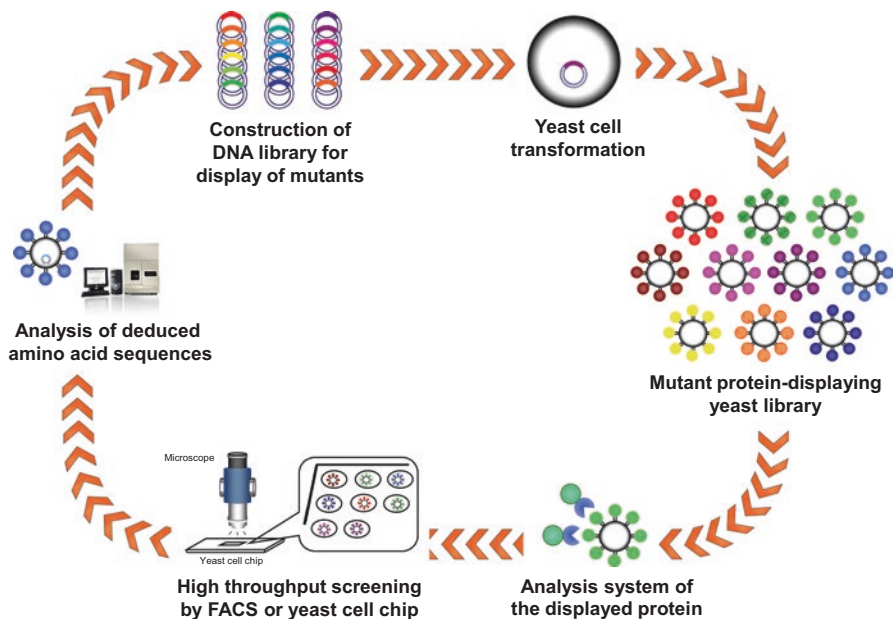 Construction of
DNA library for
display of mutants
Yeast cell
transformation
Mutant protein-displaying
yeast library
Analysis system of
the displayed protein
Microscope
Yeast cell chip
High throughput screening
by FACS or yeast cell chip
Analysis of deduced
amino acid sequences